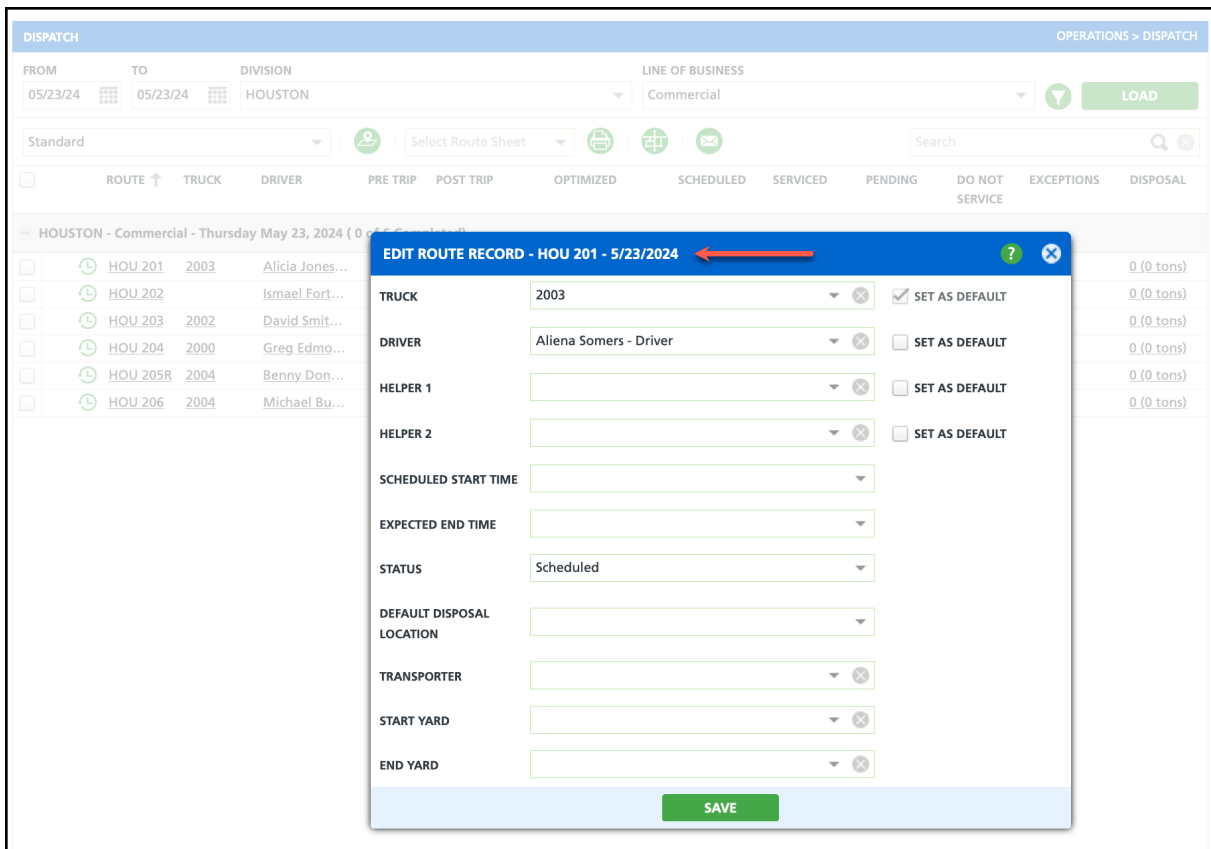 DISPATCH OPERATIONS > DISPATCH
FROM TO DIVISION LINE OF BUSINESS
05/23/24 05/23/24 HOUSTON Commercial LOAD
Standard Select Route Sheet Search
ROUTE TRUCK DRIVER PRE TRIP POST TRIP OPTIMIZED SCHEDULED SERVICED PENDING DO NOT SERVICE EXCEPTIONS DISPOSAL
HOUSTON - Commercial - Thursday May 23, 2024 ( 0 of 6 Completed)
HOU 201 2003 Alicia Jones... 0 (0 tons)
HOU 202 Ismael Fort... 0 (0 tons)
HOU 203 2002 David Smit... 0 (0 tons)
HOU 204 2000 Greg Edmo... 0 (0 tons)
HOU 205R 2004 Benny Don... 0 (0 tons)
HOU 206 2004 Michael Bu... 0 (0 tons)
EDIT ROUTE RECORD - HOU 201 - 5/23/2024 ?
TRUCK 2003 SET AS DEFAULT
DRIVER Aliena Somers - Driver SET AS DEFAULT
HELPER 1 SET AS DEFAULT
HELPER 2 SET AS DEFAULT
SCHEDULED START TIME
EXPECTED END TIME
STATUS Scheduled
DEFAULT DISPOSAL
LOCATION
TRANSPORTER
START YARD
END YARD
SAVE